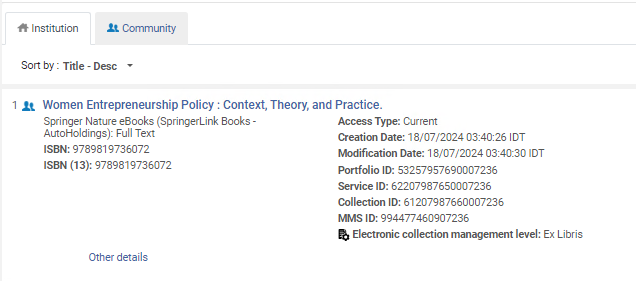 Institution
Community
Sort by : Title - Desc
1 Women Entrepreneurship Policy : Context, Theory, and Practice.
Springer Nature eBooks (SpringerLink Books -
AutoHoldings): Full Text
ISBN: 9789819736072
ISBN (13): 9789819736072
Access Type: Current
Creation Date: 18/07/2024 03:40:26 IDT
Modification Date: 18/07/2024 03:40:30 IDT
Portfolio ID: 53257957690007236
Service ID: 62207987650007236
Collection ID: 61207987660007236
MMS ID: 994477460907236
Electronic collection management level: Ex Libris
Other details